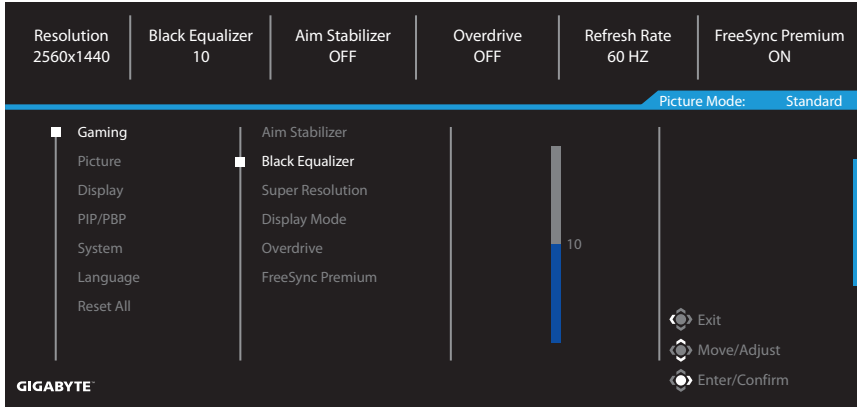 Resolution
2560x1440
Black Equalizer
10
Aim Stabilizer
OFF
Overdrive
OFF
Refresh Rate
60 HZ
FreeSync Premium
ON
Picture Mode: Standard
Gaming
Picture
Display
PIP/PBP
System
Language
Reset All
Aim Stabilizer
Black Equalizer
Super Resolution
Display Mode
Overdrive
FreeSync Premium
10
Exit
Move/Adjust
Enter/Confirm
GIGABYTE™